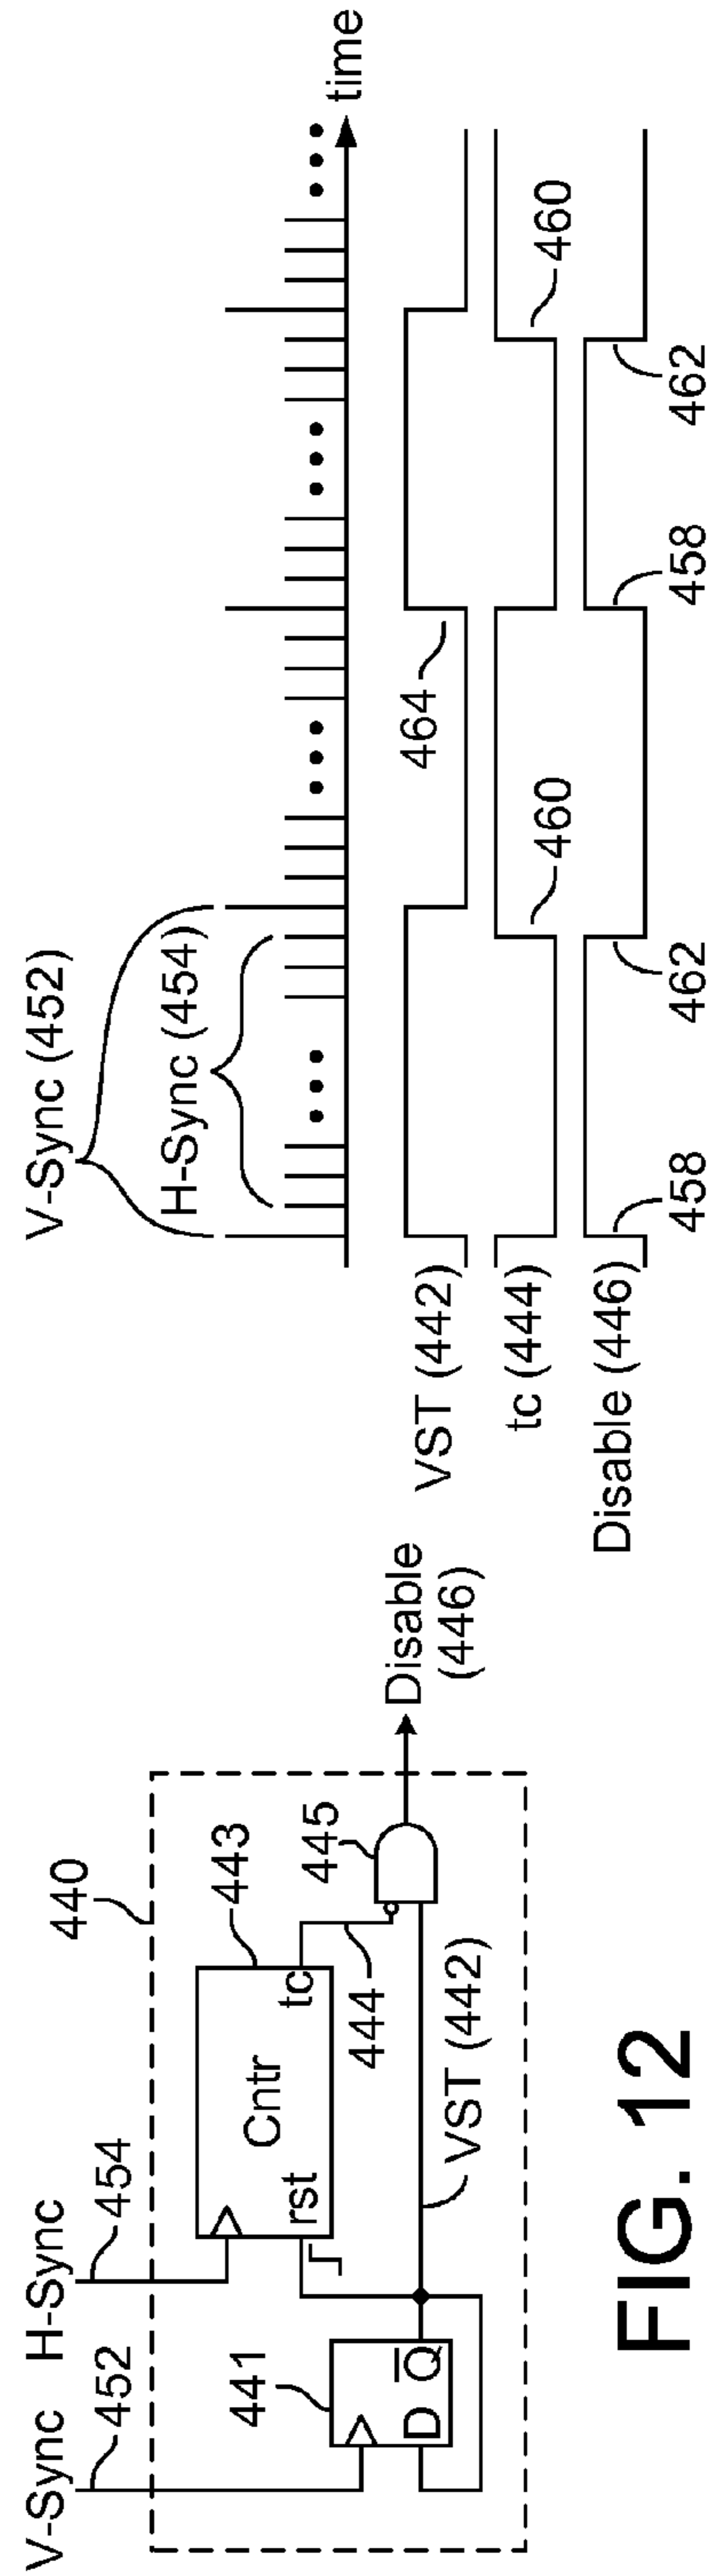 V-Sync H-Sync
452
454
440
441
D Q̅
Cntr
rst
tc
443
444
445
VST (442)
Disable
(446)
V-Sync (452)
H-Sync (454)
time
VST (442)
464
tc (444)
460
460
Disable (446)
458
462
458
462
FIG. 12